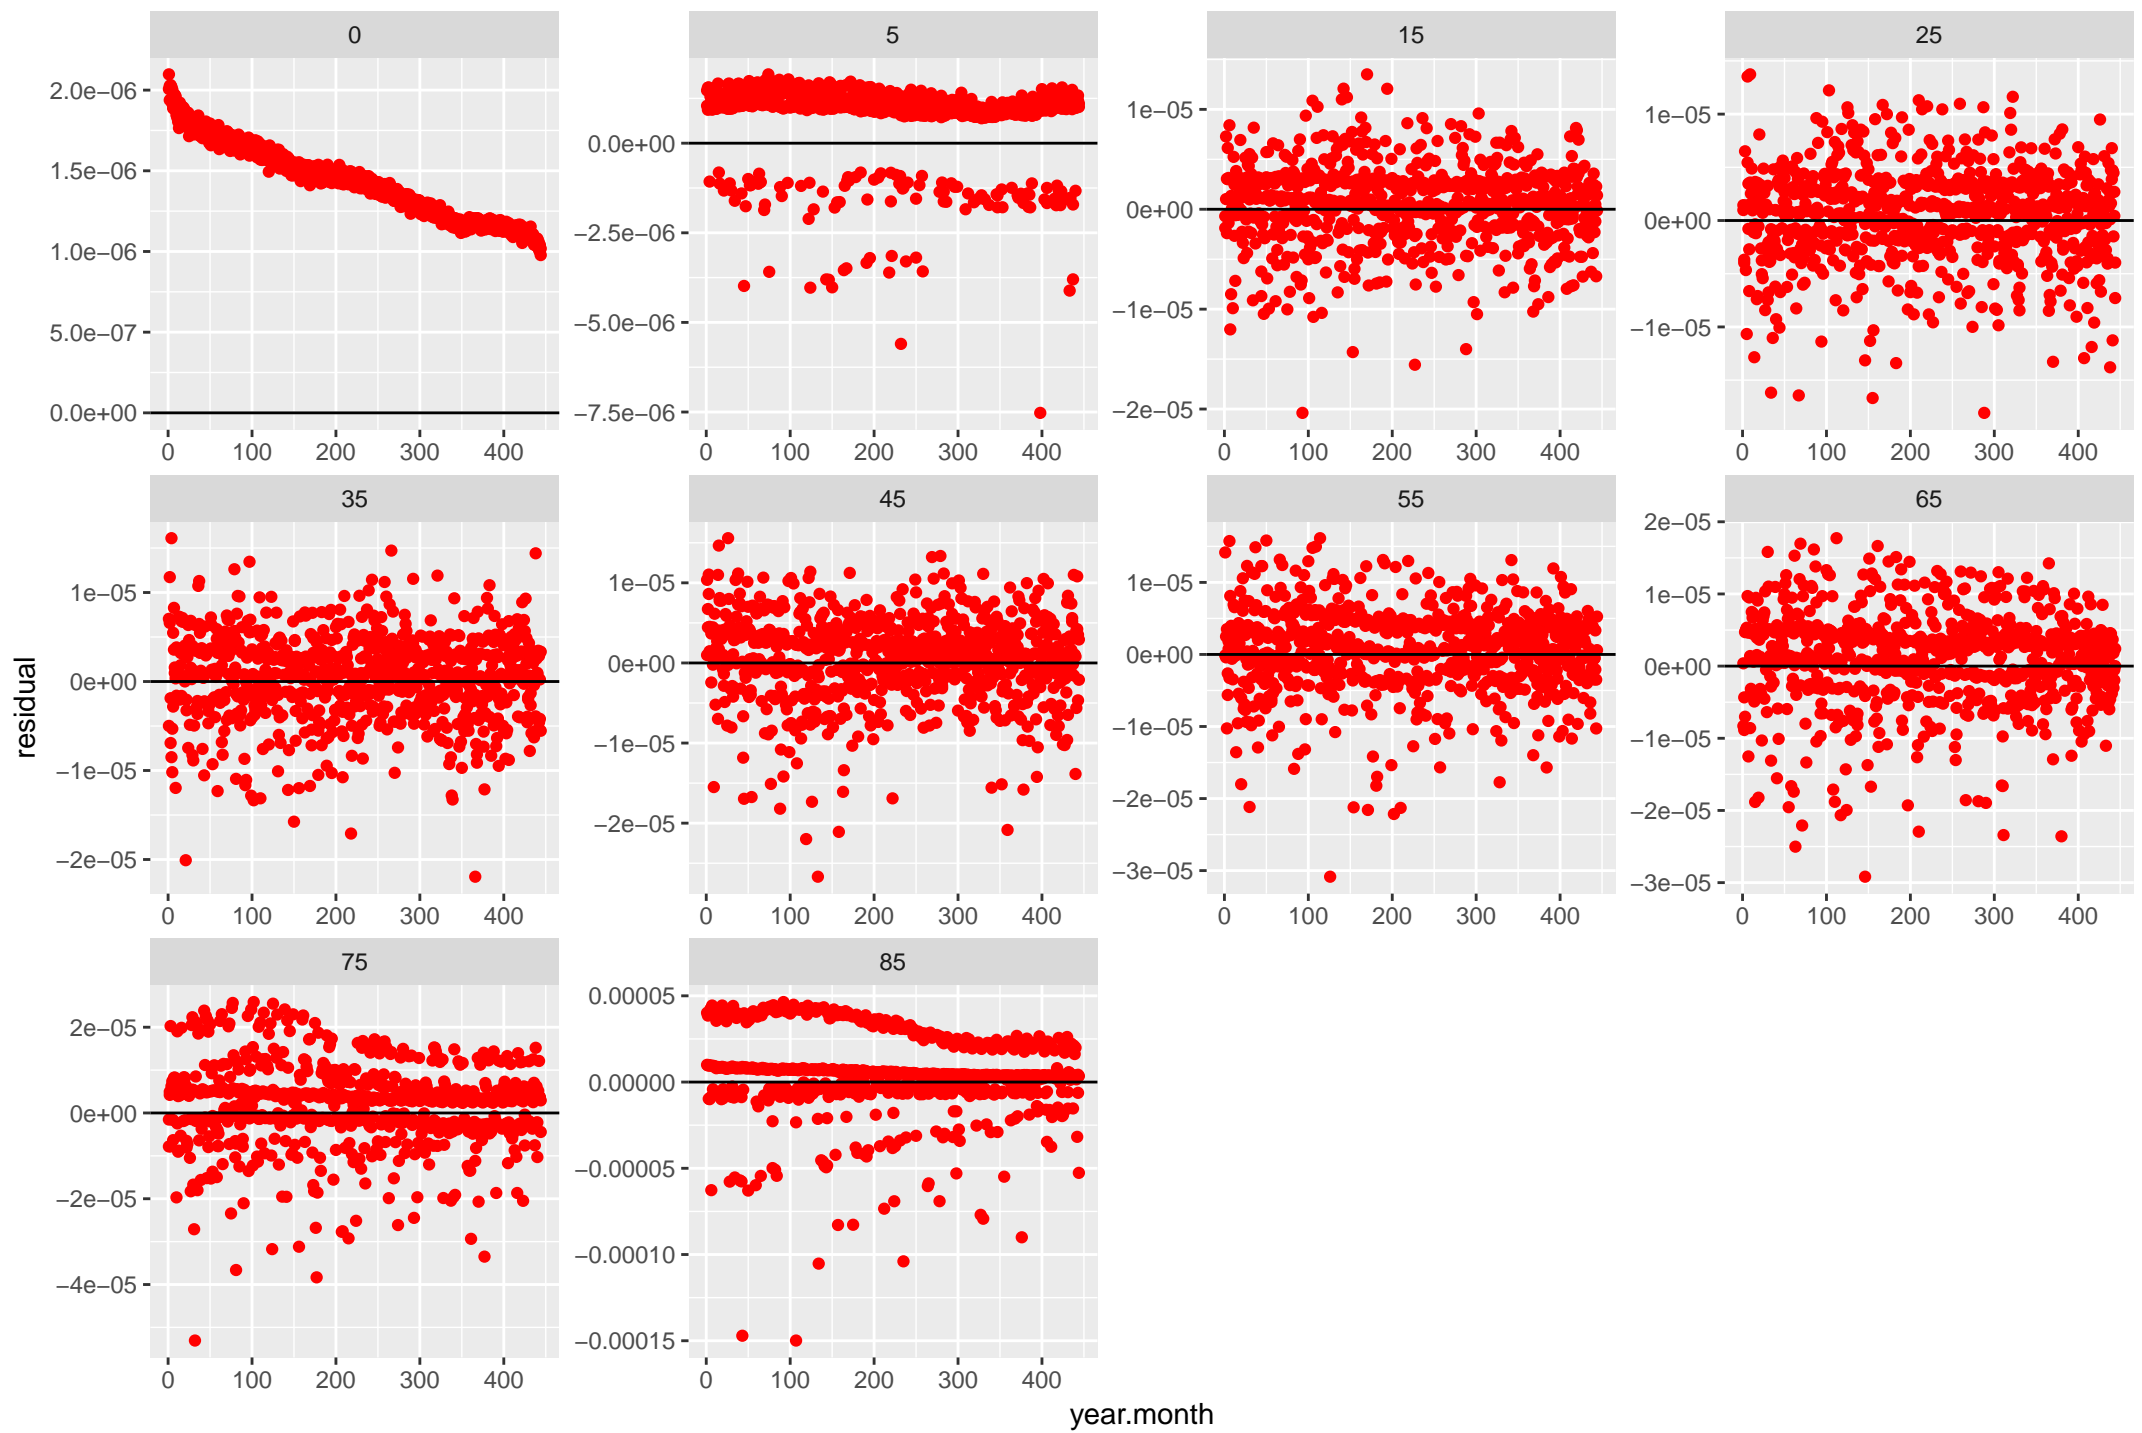 0 5 15 25
2.0e−06
1.5e−06
1.0e−06
5.0e−07
0.0e+00
0 100 200 300 400
0.0e+00
−2.5e−06
−5.0e−06
−7.5e−06
0 100 200 300 400
1e−05
0e+00
−1e−05
−2e−05
0 100 200 300 400
1e−05
0e+00
−1e−05
0 100 200 300 400
35 45 55 65
1e−05
0e+00
−1e−05
−2e−05
0 100 200 300 400
1e−05
0e+00
−1e−05
−2e−05
0 100 200 300 400
1e−05
0e+00
−1e−05
−2e−05
−3e−05
0 100 200 300 400
2e−05
1e−05
0e+00
−1e−05
−2e−05
−3e−05
0 100 200 300 400
75 85
2e−05
0e+00
−2e−05
−4e−05
0 100 200 300 400
0.00005
0.00000
−0.00005
−0.00010
−0.00015
0 100 200 300 400
residual
year.month